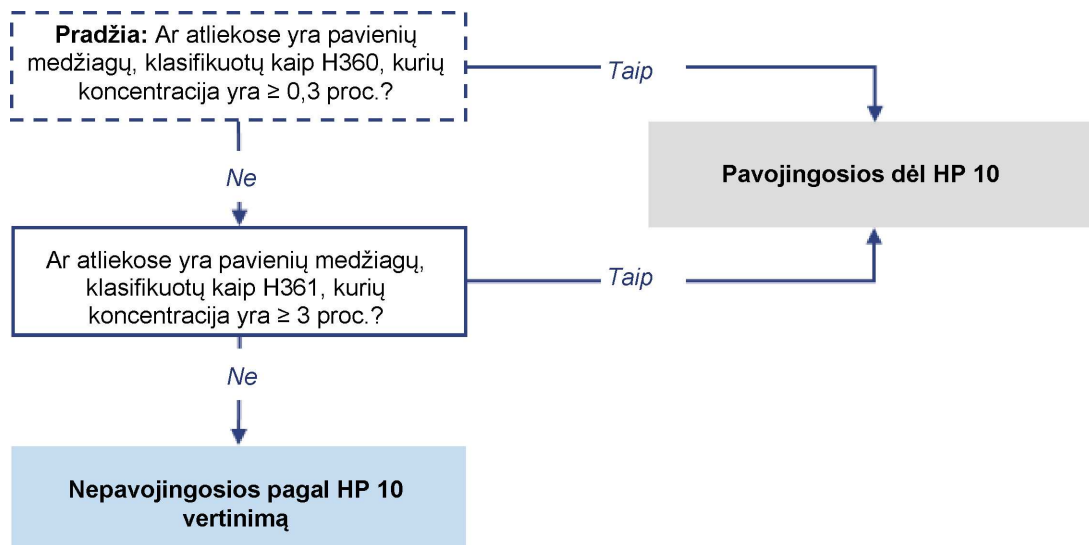 Pradžia: Ar atliekose yra pavienių
medžiagų, klasifikuotų kaip H360, kurių
koncentracija yra ≥ 0,3 proc.?
Taip
Pavojingosios dėl HP 10
Ne
Ar atliekose yra pavienių medžiagų,
klasifikuotų kaip H361, kurių
koncentracija yra ≥ 3 proc.?
Taip
Ne
Nepavojingosios pagal HP 10
vertinimą